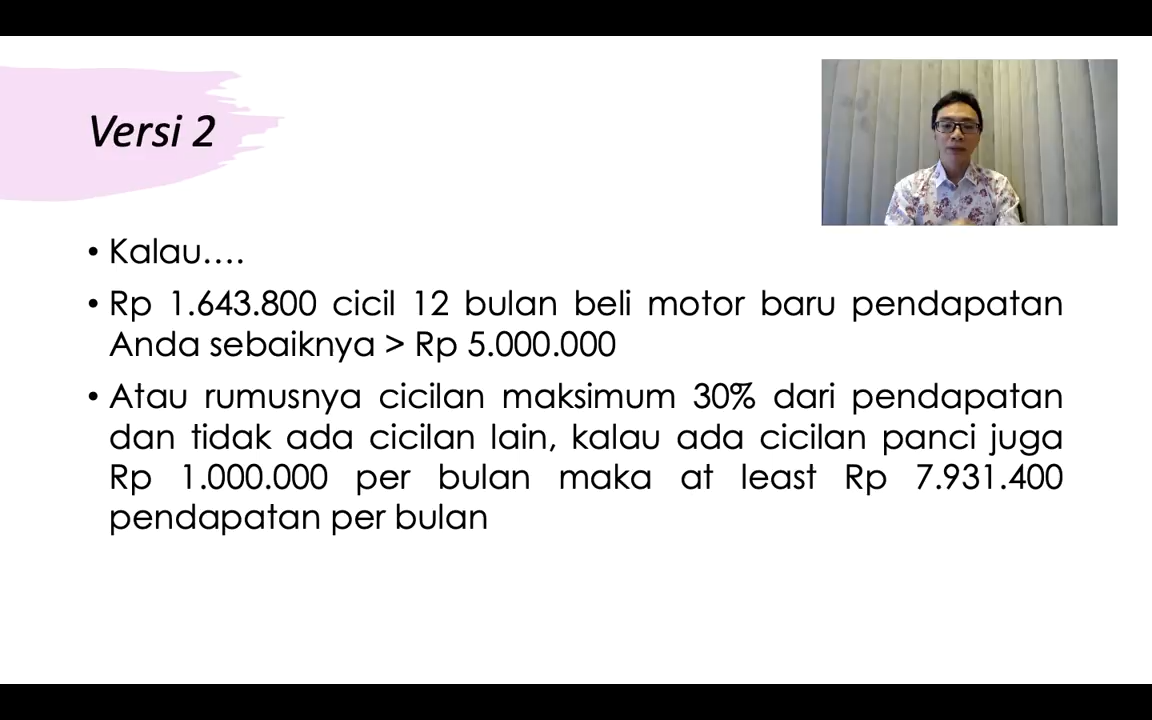 Versi 2
• Kalau….
• Rp 1.643.800 cicil 12 bulan beli motor baru pendapatan
Anda sebaiknya > Rp 5.000.000
• Atau rumusnya cicilan maksimum 30% dari pendapatan
dan tidak ada cicilan lain, kalau ada cicilan panci juga
Rp 1.000.000 per bulan maka at least Rp 7.931.400
pendapatan per bulan